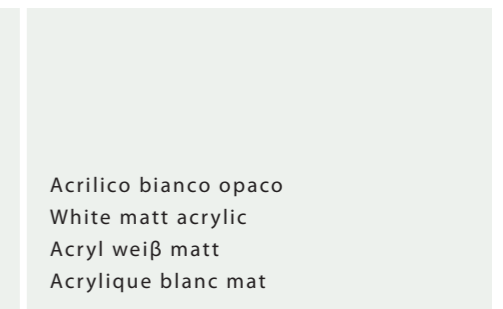 Acrilico bianco opaco
White matt acrylic
Acryl weiβ matt
Acrylique blanc mat